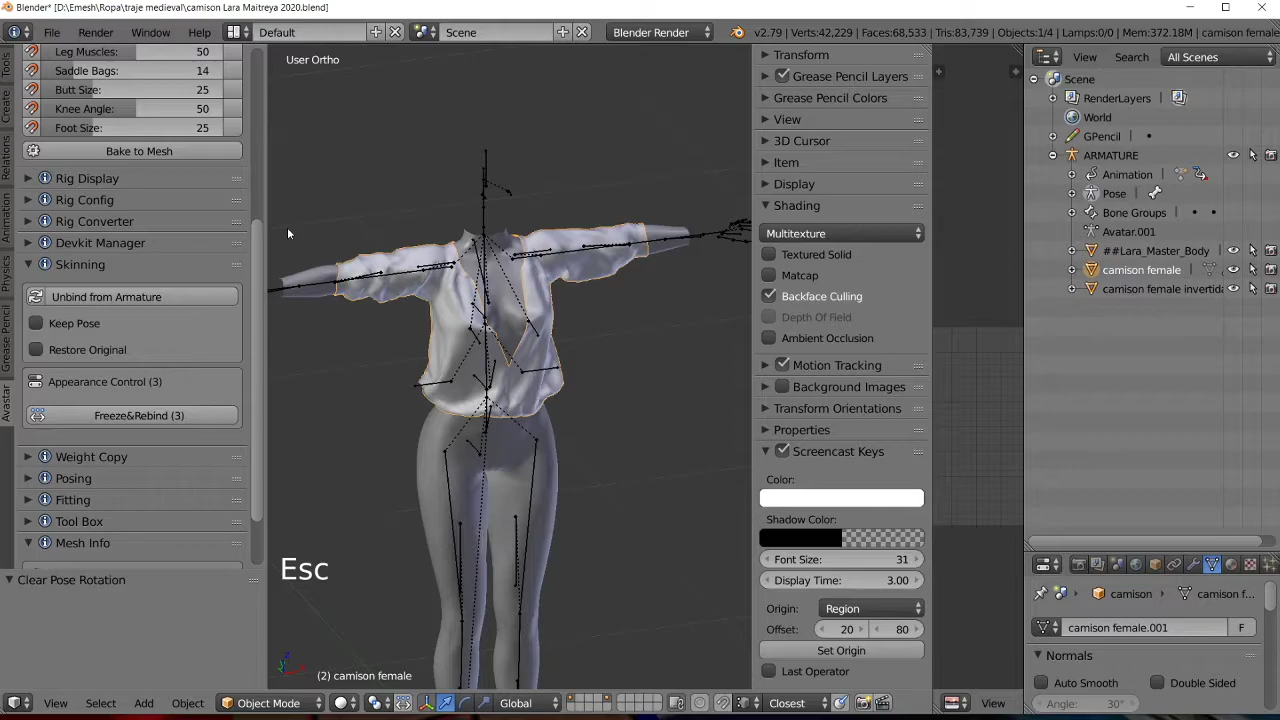 Blender* [D:\Emesh\Ropa\traje medieval\camison Lara Maitreya 2020.blend]
File Render Window Help Default Scene Blender Render v2.79 | Verts:42,229 | Faces:68,533 | Tris:83,739 | Objects:1/4 | Lamps:0/0 | Mem:372.18M | camison female
Tools
Create
Relations
Animation
Physics
Grease Pencil
Avastar
Leg Muscles: 50
Saddle Bags: 14
Butt Size: 25
Knee Angle: 50
Foot Size: 25
Bake to Mesh
Rig Display
Rig Config
Rig Converter
Devkit Manager
Skinning
Unbind from Armature
Keep Pose
Restore Original
Appearance Control (3)
Freeze&Rebind (3)
Weight Copy
Posing
Fitting
Tool Box
Mesh Info
Clear Pose Rotation
User Ortho
Esc
(2) camison female
View Select Add Object Object Mode Global Closest
Transform
Grease Pencil Layers
Grease Pencil Colors
View
3D Cursor
Item
Display
Shading
Multitexture
Textured Solid
Matcap
Backface Culling
Depth Of Field
Ambient Occlusion
Motion Tracking
Background Images
Transform Orientations
Properties
Screencast Keys
Color:
Shadow Color:
Font Size: 31
Display Time: 3.00
Origin: Region
Offset: 20 80
Set Origin
Last Operator
View
View Search All Scenes
Scene
RenderLayers
World
GPencil
ARMATURE
Animation
Pose
Bone Groups
Avatar.001
##Lara_Master_Body
camison female
camison female invertida
camison camison f...
camison female.001 F
Normals
Auto Smooth Double Sided
Angle: 30°